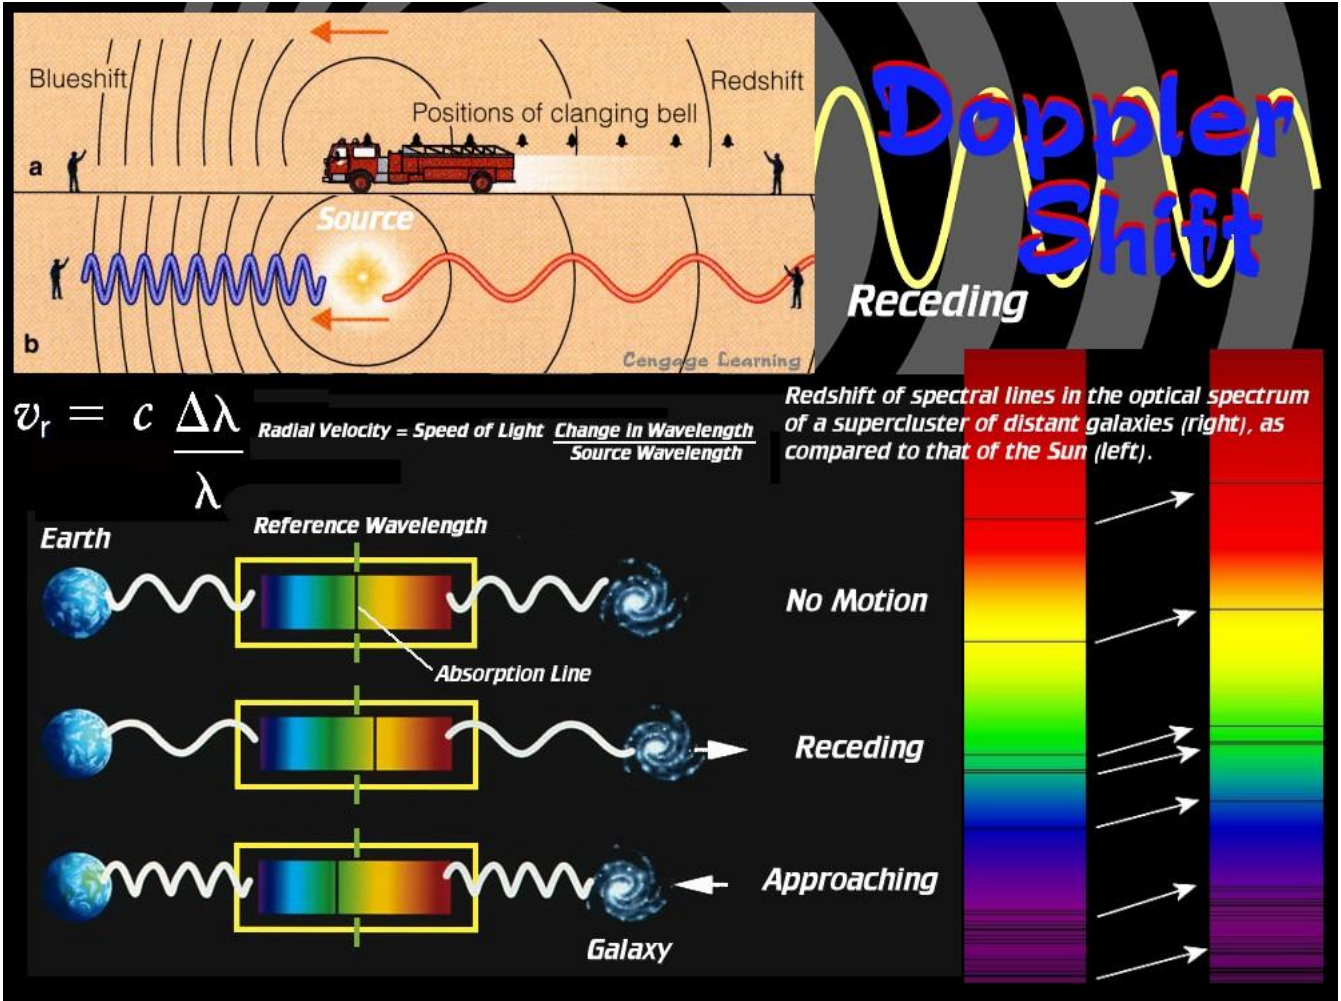 Blueshift
Redshift
Positions of clanging bell
a
Source
b
Cengage Learning
Doppler
Shift
Receding
vr = c Δλ
λ
Radial Velocity = Speed of Light Change in Wavelength
Source Wavelength
Redshift of spectral lines in the optical spectrum
of a supercluster of distant galaxies (right), as
compared to that of the Sun (left).
Earth
Reference Wavelength
No Motion
Absorption Line
Receding
Approaching
Galaxy